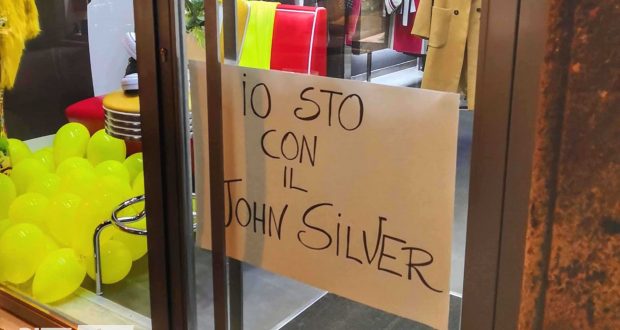 iO STO
CON
iL
JOHN SiLVER